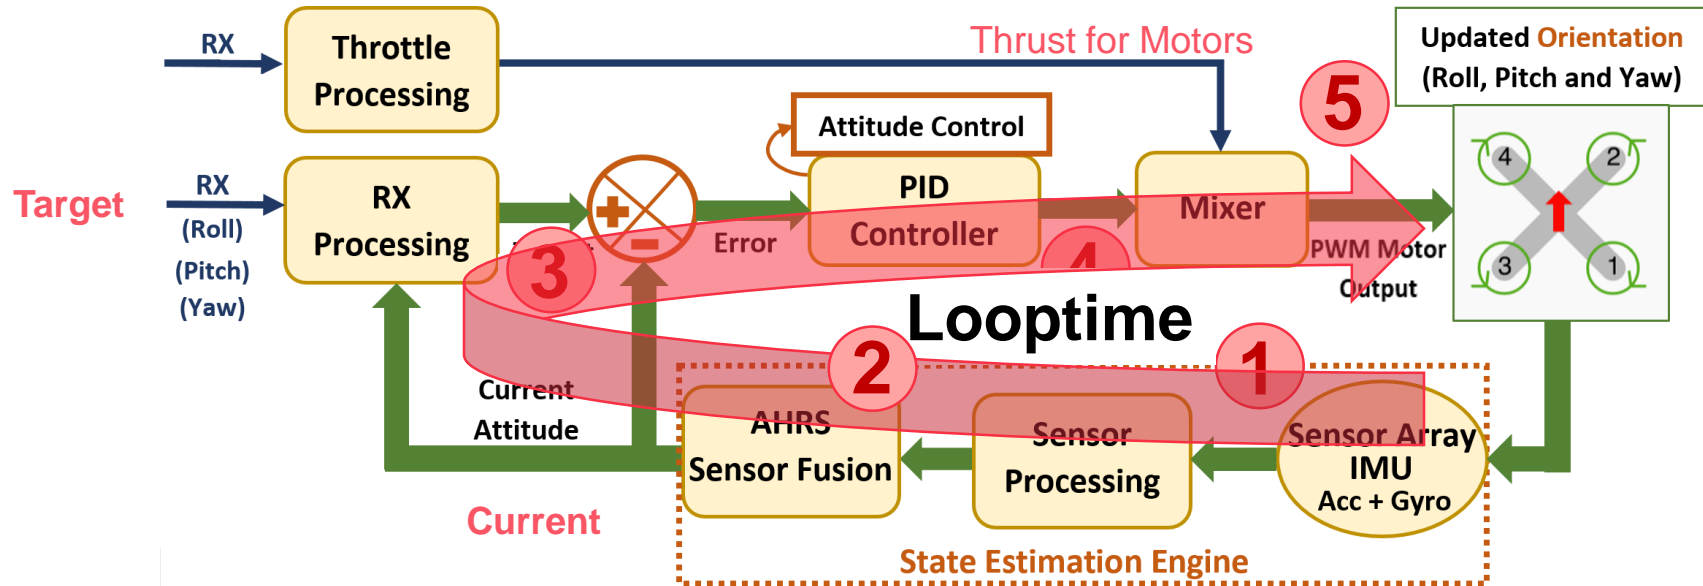 RX
Throttle
Processing
Thrust for Motors
5
Updated Orientation
(Roll, Pitch and Yaw)
Attitude Control
4
2
3
1
Target
RX
(Roll)
(Pitch)
(Yaw)
RX
Processing
+
-
Error
PID
Controller
Mixer
PWM Motor
Output
3
4
Looptime
2
1
Current
Attitude
AHRS
Sensor Fusion
Sensor
Processing
Sensor Array
IMU
Acc + Gyro
Current
State Estimation Engine